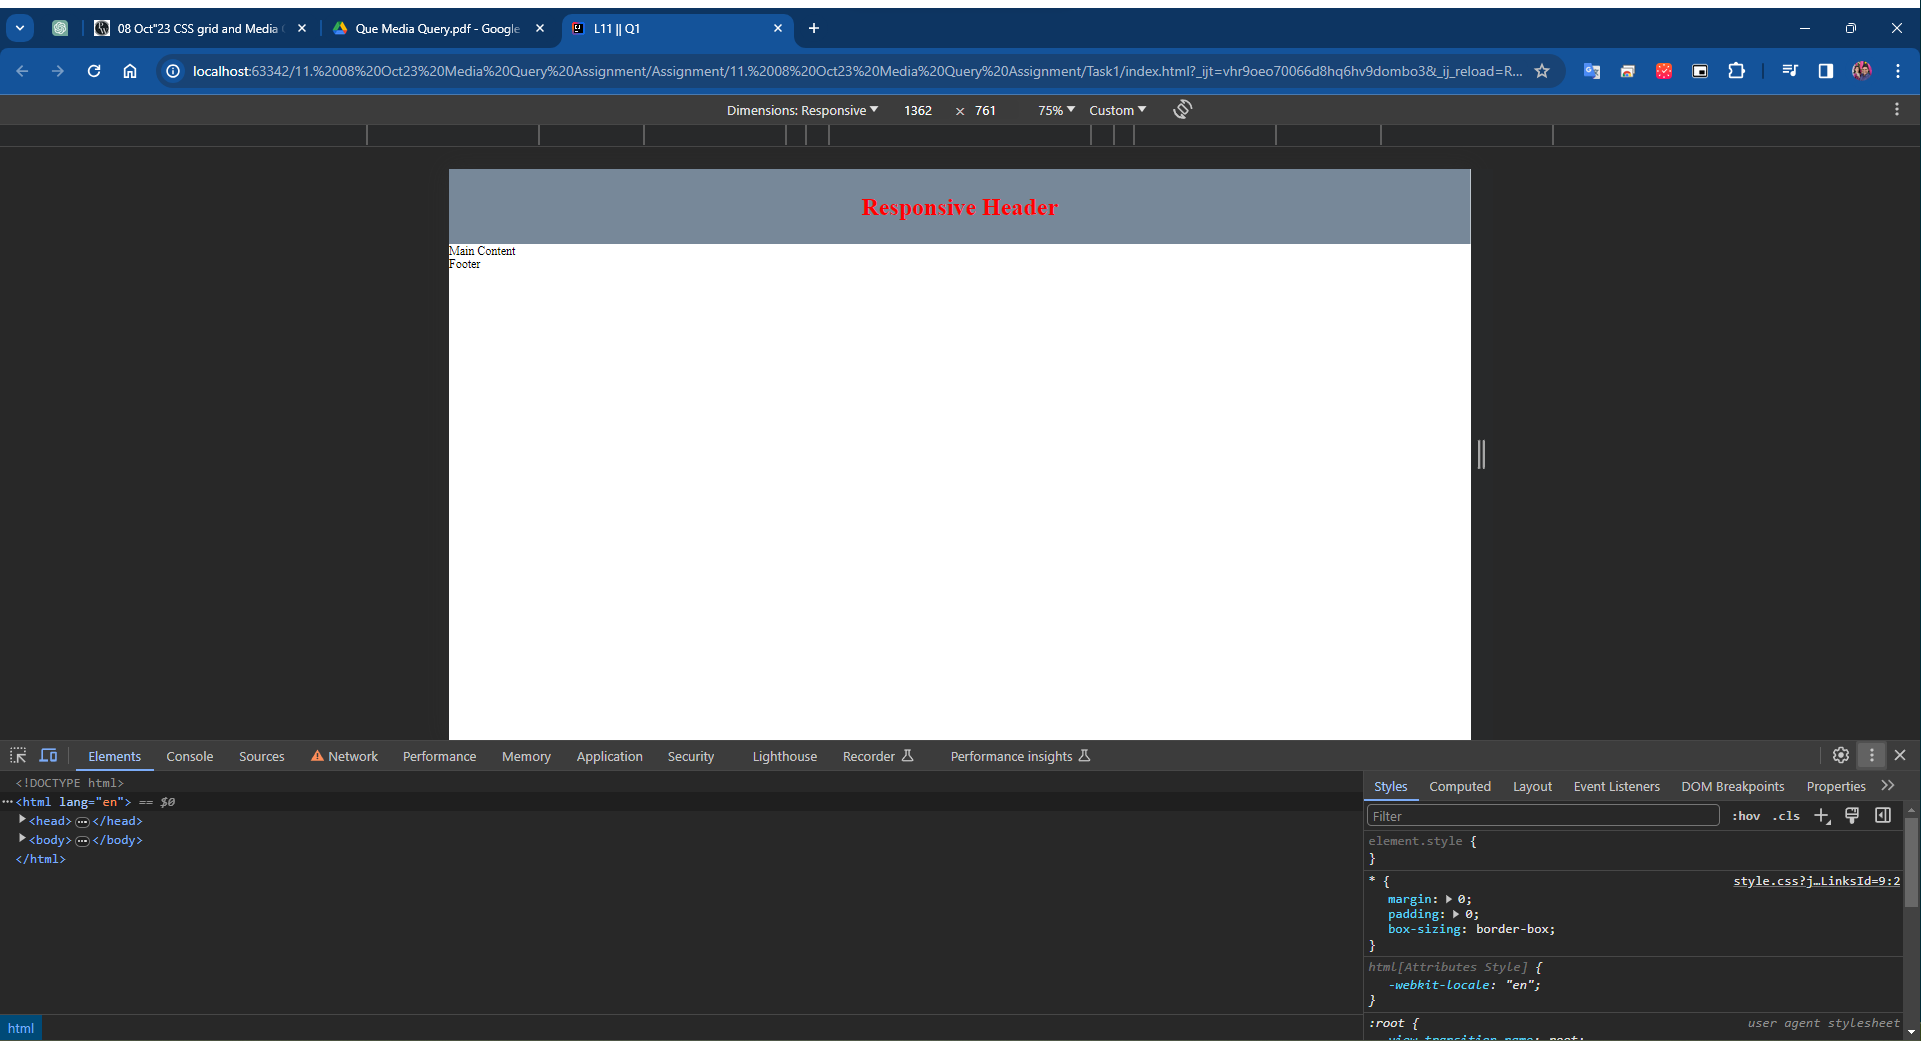 08 Oct"23 CSS grid and Media
Que Media Query.pdf - Google
L11 || Q1
localhost:63342/11.%2008%20Oct23%20Media%20Query%20Assignment/Assignment/11.%2008%20Oct23%20Media%20Query%20Assignment/Task1/index.html?_ijt=vhr9oeo70066d8hq6hv9dombo3&_ij_reload=R...
Dimensions: Responsive 1362 × 761 75% Custom
Responsive Header
Main Content
Footer
Elements Console Sources Network Performance Memory Application Security Lighthouse Recorder Performance insights
<!DOCTYPE html>
<html lang="en"> == $0
<head> ... </head>
<body> ... </body>
</html>
html
Styles Computed Layout Event Listeners DOM Breakpoints Properties
Filter :hov .cls
element.style {
}
* { style.css?j…LinksId=9:2
margin: 0;
padding: 0;
box-sizing: border-box;
}
html[Attributes Style] {
-webkit-locale: "en";
}
:root { user agent stylesheet
view-transition-name: root;